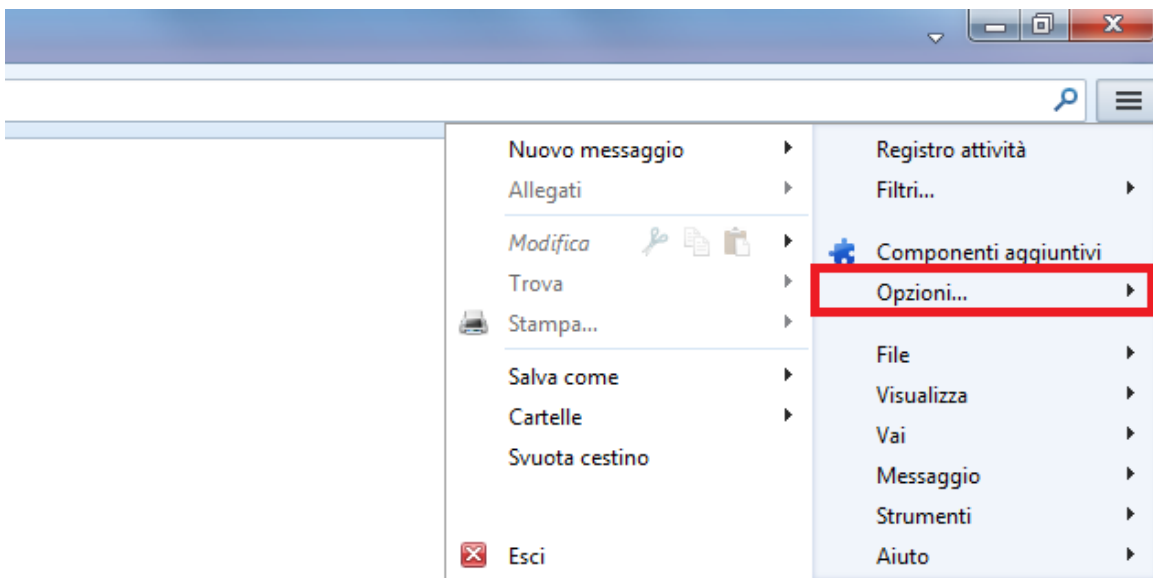 Nuovo messaggio
Allegati
Modifica
Trova
Stampa...
Salva come
Cartelle
Svuota cestino
Esci
Registro attività
Filtri...
Componenti aggiuntivi
Opzioni...
File
Visualizza
Vai
Messaggio
Strumenti
Aiuto